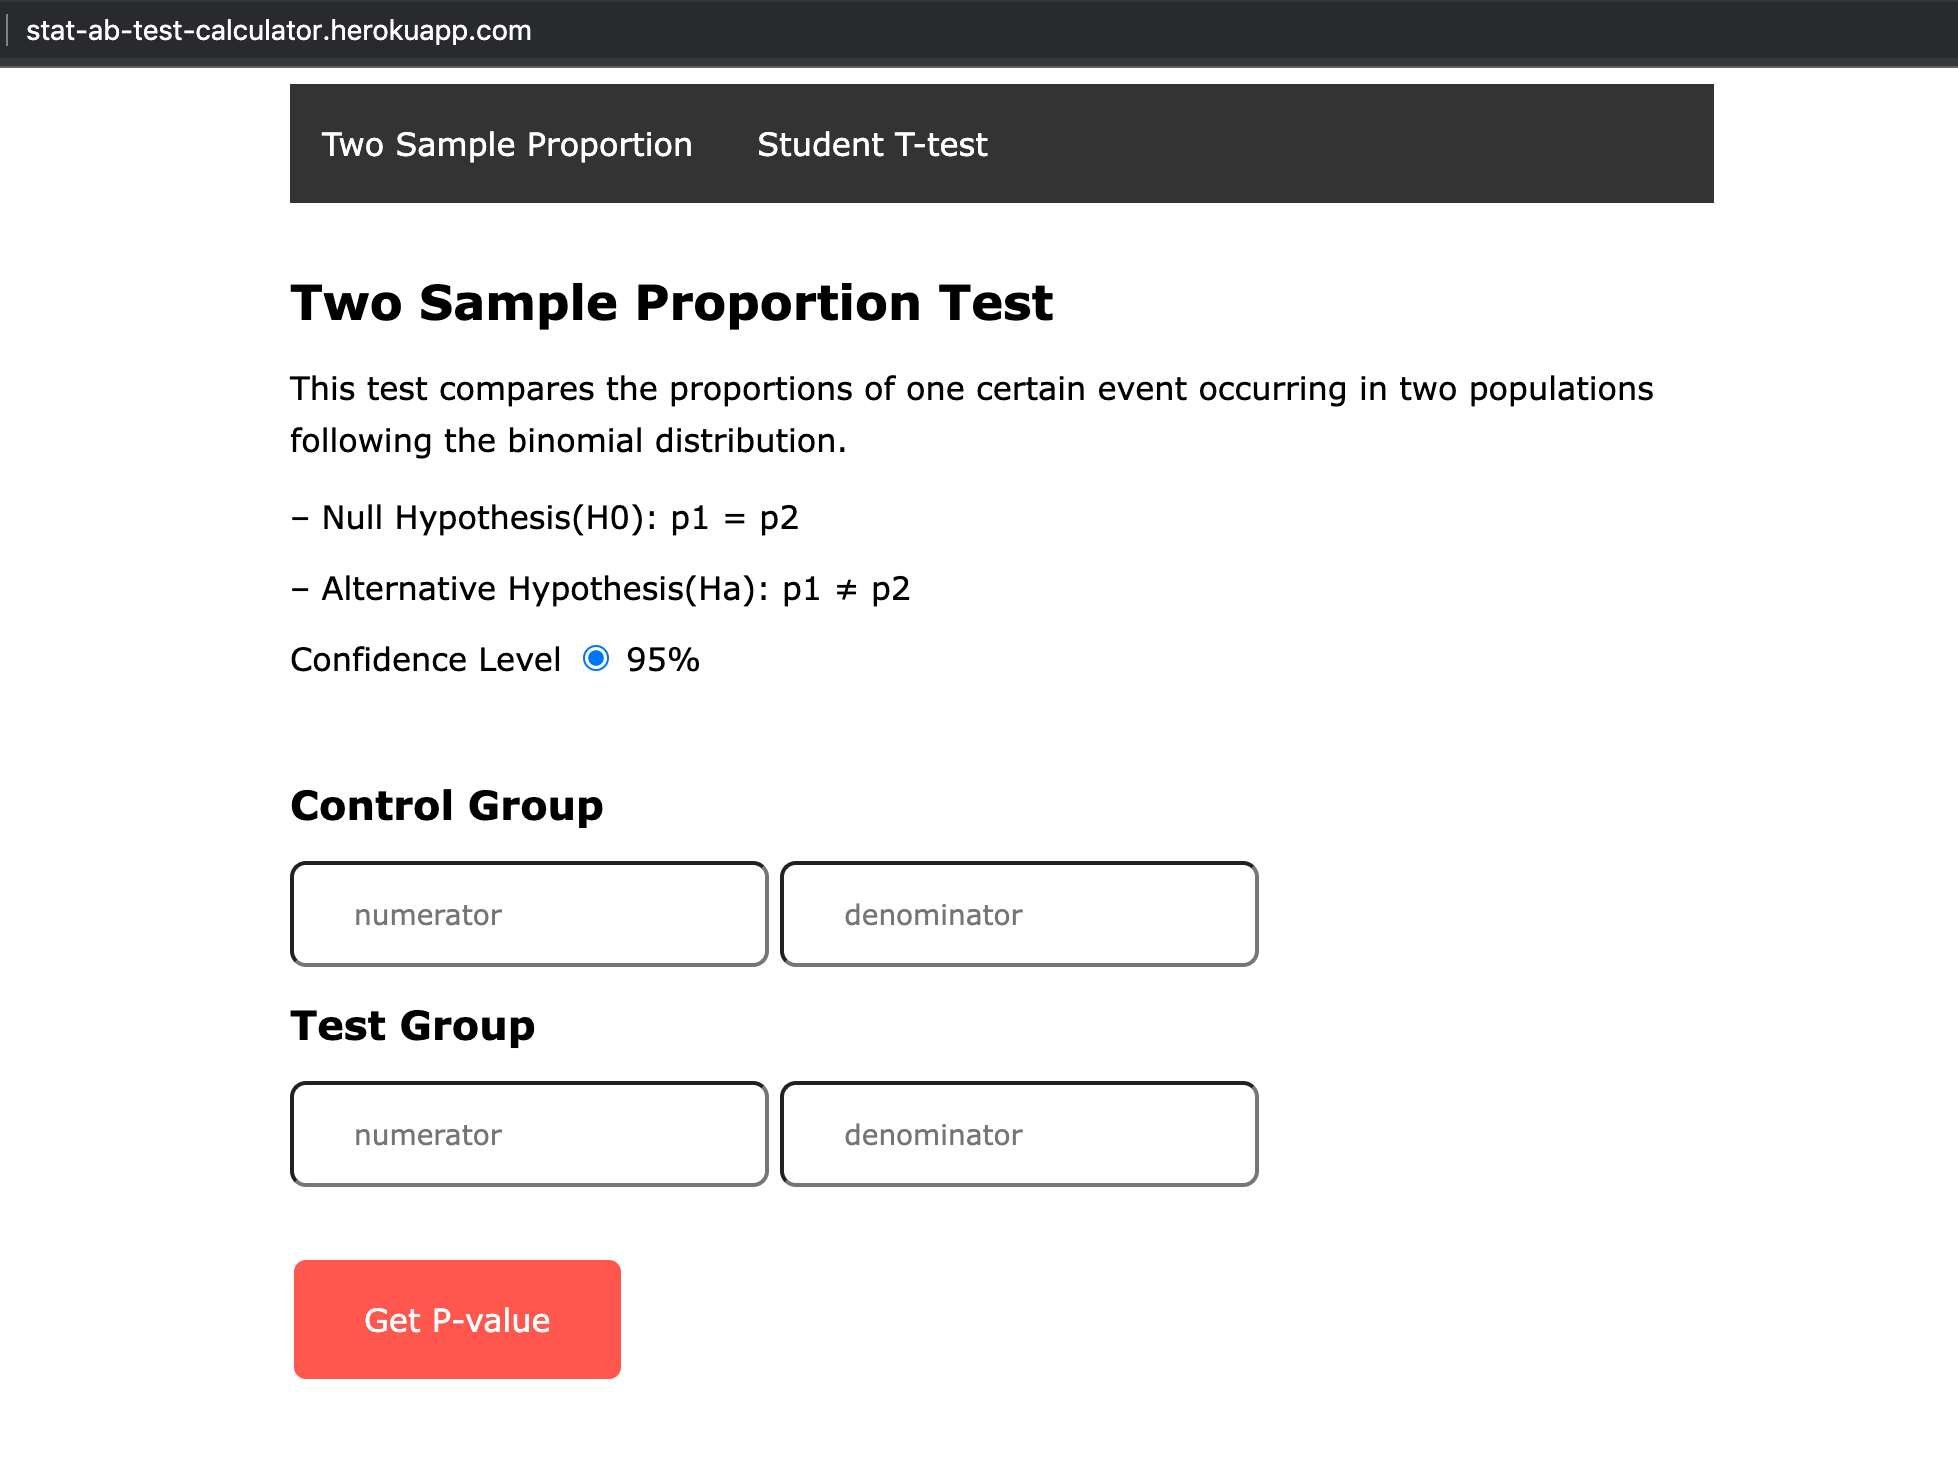 stat-ab-test-calculator.herokuapp.com
Two Sample Proportion Student T-test
Two Sample Proportion Test
This test compares the proportions of one certain event occurring in two populations
following the binomial distribution.
– Null Hypothesis(H0): p1 = p2
– Alternative Hypothesis(Ha): p1 ≠ p2
Confidence Level 95%
Control Group
numerator denominator
Test Group
numerator denominator
Get P-value